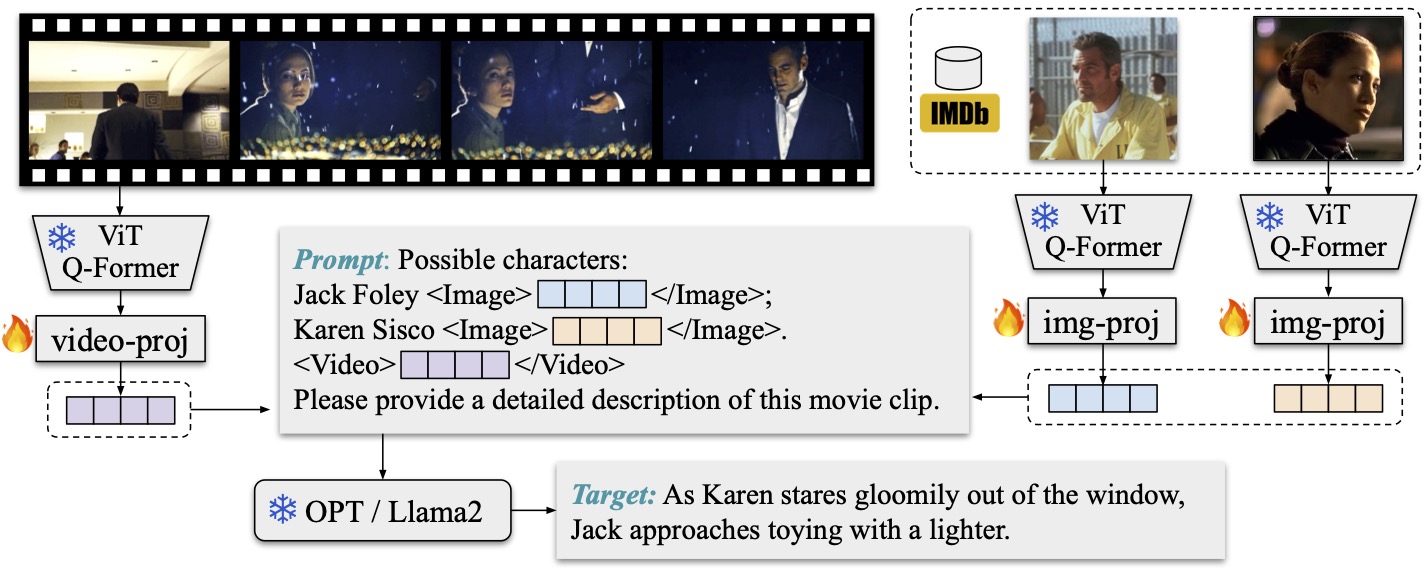 IMDb
ViT
Q-Former
video-proj
ViT
Q-Former
img-proj
ViT
Q-Former
img-proj
Prompt: Possible characters:
Jack Foley <Image> </Image>;
Karen Sisco <Image> </Image>.
<Video> </Video>
Please provide a detailed description of this movie clip.
OPT / Llama2
Target: As Karen stares gloomily out of the window,
Jack approaches toying with a lighter.